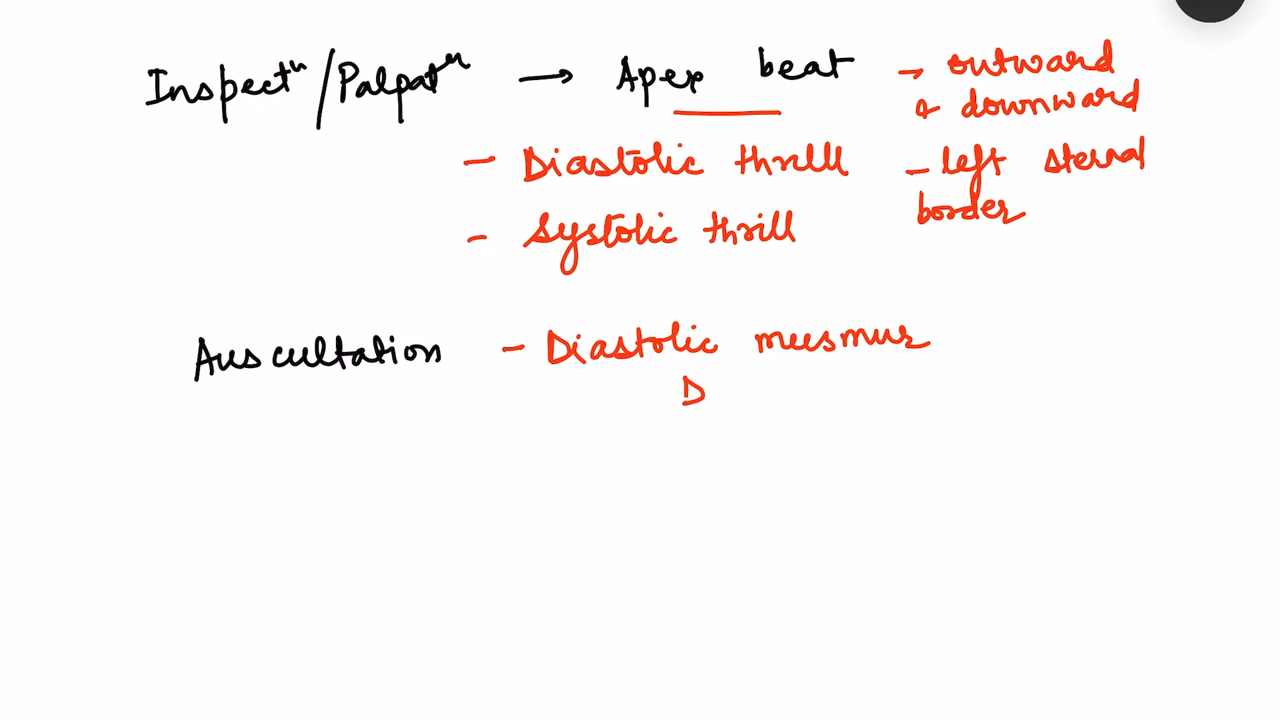 Inspectⁿ/Palpatⁿ → Apex beat → outward
& downward
- Diastolic thrill - left sternal
border
- Systolic thrill
Auscultation - Diastolic murmur
D